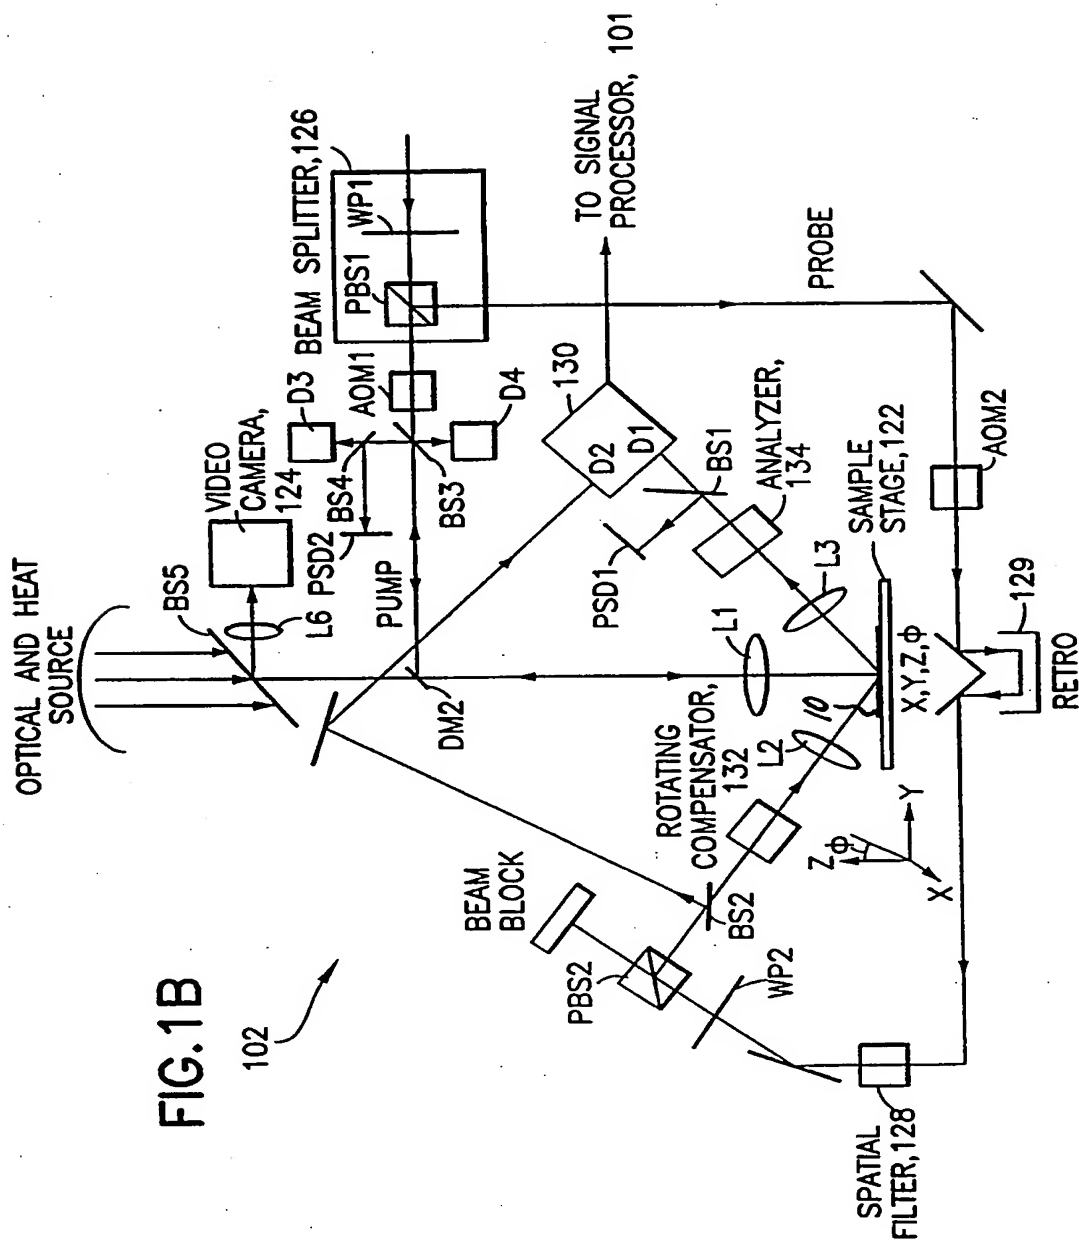 FIG.1B
102
OPTICAL AND HEAT
SOURCE
BS5
VIDEO
CAMERA,
124
L6
D3
BEAM SPLITTER,126
PSD2
BS4
AOM1
PBS1
WP1
PUMP
BS3
D4
DM2
BEAM
BLOCK
PBS2
WP2
BS2
ROTATING
COMPENSATOR,
132
L2
L1
10
L3
PSD1
BS1
D2
D1
130
ANALYZER,
134
TO SIGNAL
PROCESSOR, 101
PROBE
SAMPLE
STAGE,122
X,Y,Z,ϕ
Z
ϕ
Y
X
AOM2
129
RETRO
SPATIAL
FILTER,128